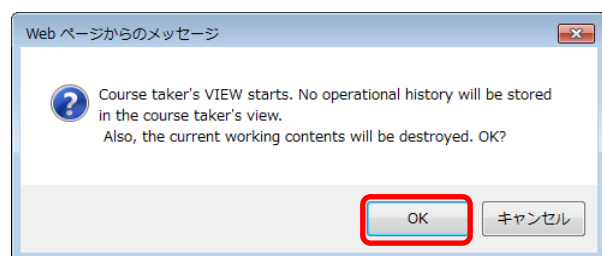 Web ページからのメッセージ
Course taker's VIEW starts. No operational history will be stored
in the course taker's view.
Also, the current working contents will be destroyed. OK?
OK
キャンセル